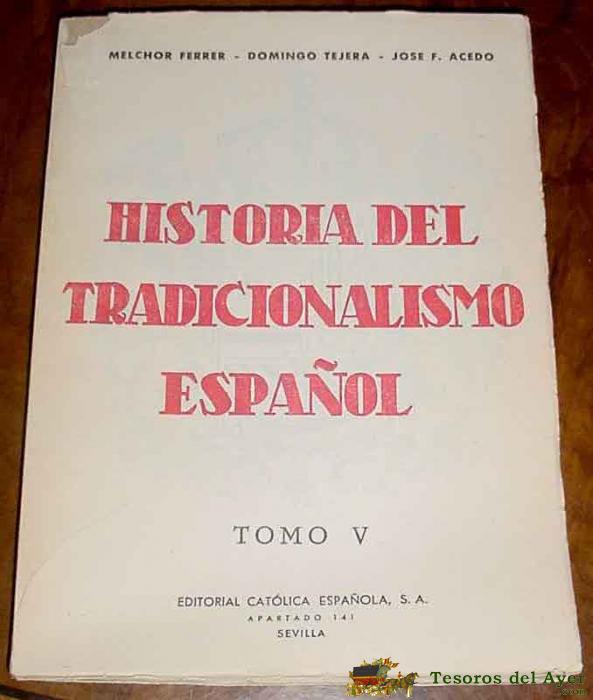 MELCHOR FERRER - DOMINGO TEJERA - JOSE F. ACEDO
HISTORIA DEL
TRADICIONALISMO
ESPAÑOL
TOMO V
EDITORIAL CATÓLICA ESPAÑOLA, S. A.
APARTADO 141
SEVILLA
Tesoros del Ayer
.com